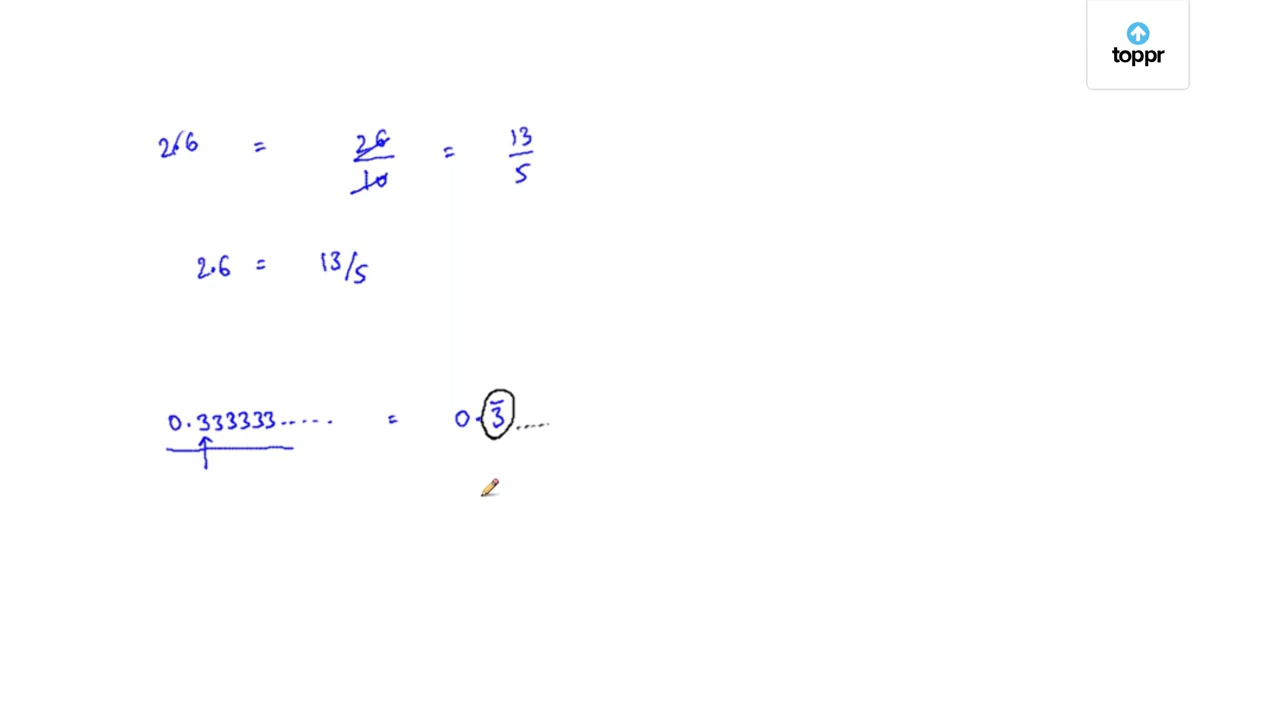 toppr
2.6 = 26/10 = 13/5
2.6 = 13/5
0.333333...... = 0.3̅.....